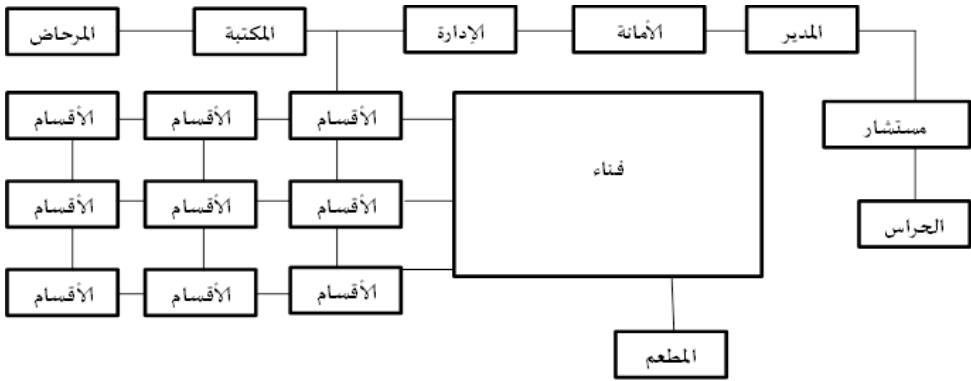 المدير
الأمانة
الإدارة
المكتبة
المرحاض
مستشار
فناء
الأقسام
الأقسام
الأقسام
الحراس
الأقسام
الأقسام
الأقسام
الأقسام
الأقسام
الأقسام
المطعم